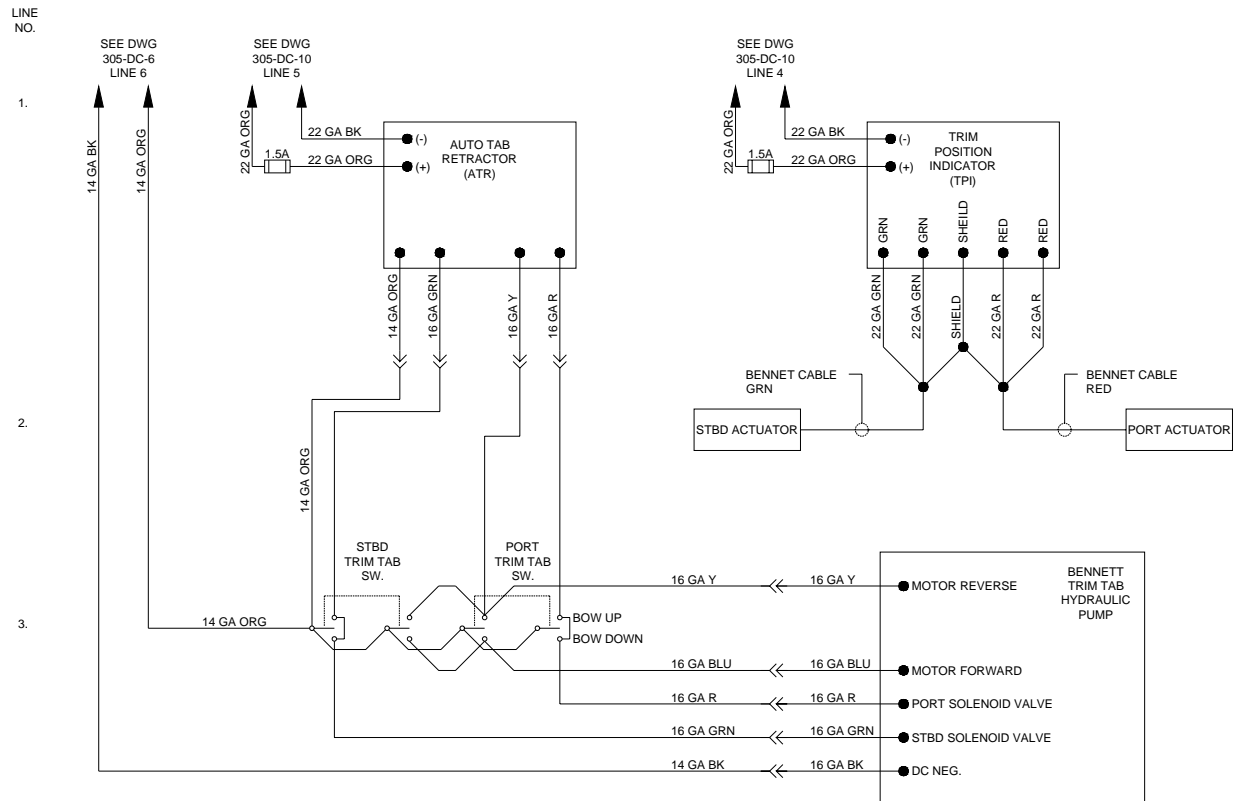 LINE
NO.
SEE DWG
305-DC-6
LINE 6
SEE DWG
305-DC-10
LINE 5
SEE DWG
305-DC-10
LINE 4
1.
14 GA BK
14 GA ORG
22 GA ORG
1.5A
22 GA BK
22 GA ORG
(-)
(+)
AUTO TAB
RETRACTOR
(ATR)
22 GA ORG
1.5A
22 GA BK
22 GA ORG
(-)
(+)
TRIM
POSITION
INDICATOR
(TPI)
GRN
GRN
SHEILD
RED
RED
14 GA ORG
16 GA GRN
16 GA Y
16 GA R
22 GA GRN
22 GA GRN
SHIELD
22 GA R
22 GA R
BENNET CABLE
GRN
BENNET CABLE
RED
2.
STBD ACTUATOR
PORT ACTUATOR
14 GA ORG
STBD
TRIM TAB
SW.
PORT
TRIM TAB
SW.
BENNETT
TRIM TAB
HYDRAULIC
PUMP
16 GA Y
16 GA Y
MOTOR REVERSE
3.
14 GA ORG
BOW UP
BOW DOWN
16 GA BLU
16 GA BLU
MOTOR FORWARD
16 GA R
16 GA R
PORT SOLENOID VALVE
16 GA GRN
16 GA GRN
STBD SOLENOID VALVE
14 GA BK
16 GA BK
DC NEG.